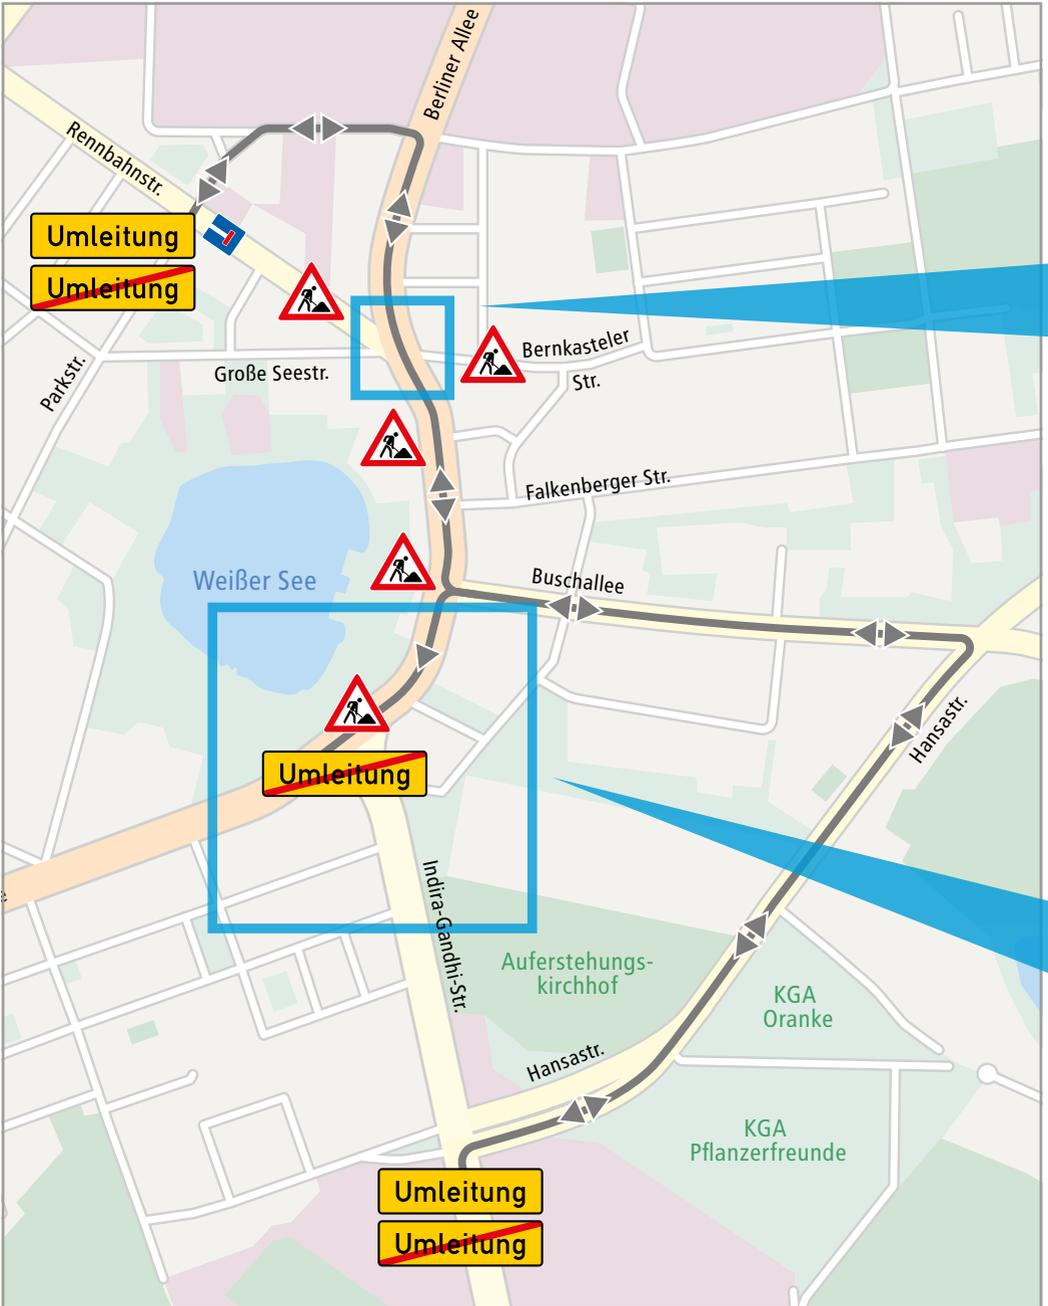 Berliner Allee
Rennbahnstr.
Umleitung
Umleitung
Parkstr.
Große Seestr.
Bernkasteler
Str.
Falkenberger Str.
Weißer See
Buschallee
Hansastr.
Umleitung
Indira-Gandhi-Str.
Auferstehungs-
kirchhof
KGA
Oranke
Hansastr.
KGA
Pflanzerfreunde
Umleitung
Umleitung